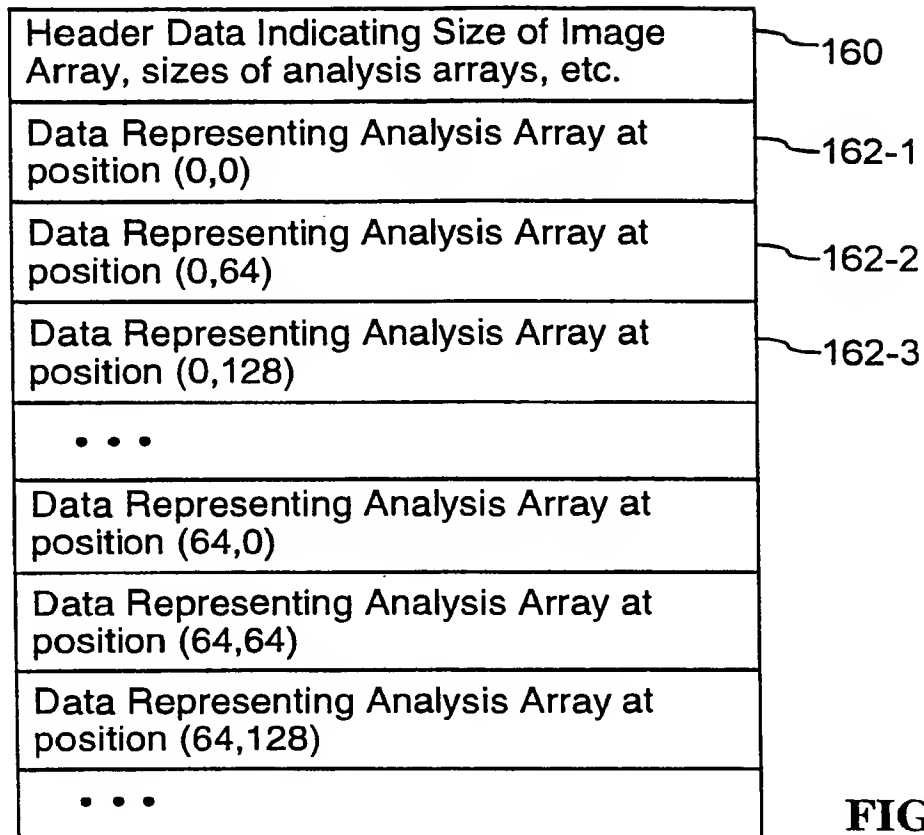 Header Data Indicating Size of Image
Array, sizes of analysis arrays, etc.
160
Data Representing Analysis Array at
position (0,0)
162-1
Data Representing Analysis Array at
position (0,64)
162-2
Data Representing Analysis Array at
position (0,128)
162-3
• • •
Data Representing Analysis Array at
position (64,0)
Data Representing Analysis Array at
position (64,64)
Data Representing Analysis Array at
position (64,128)
• • •
FIG